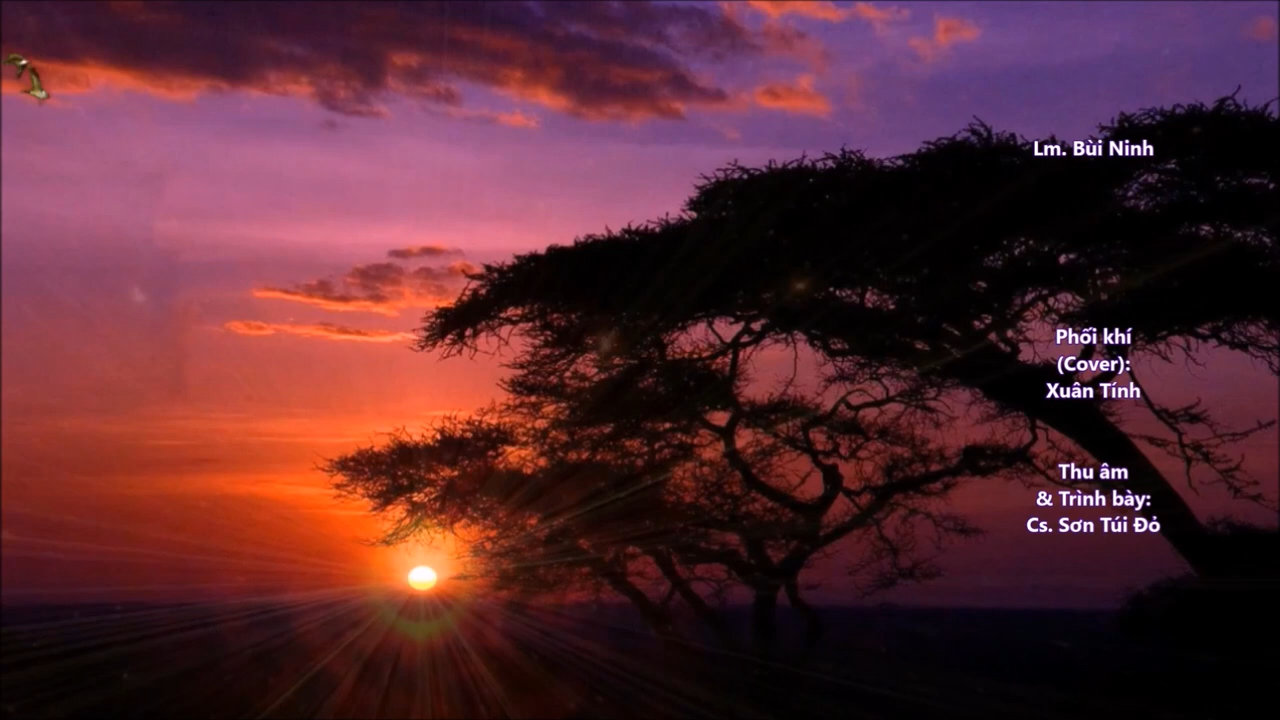 Lm. Bùi Ninh
Phối khí
(Cover):
Xuân Tính
Thu âm
& Trình bày:
Cs. Sơn Túi Đỏ